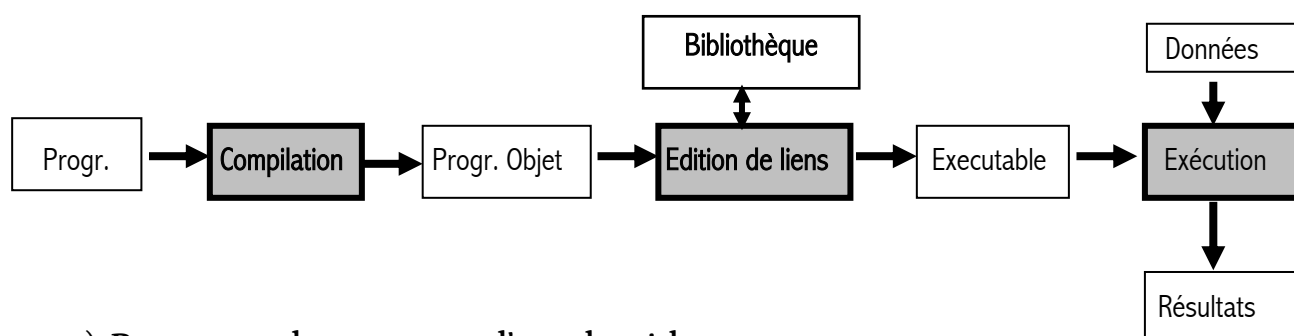 Bibliothèque
Données
Progr.
Compilation
Progr. Objet
Edition de liens
Executable
Exécution
Résultats